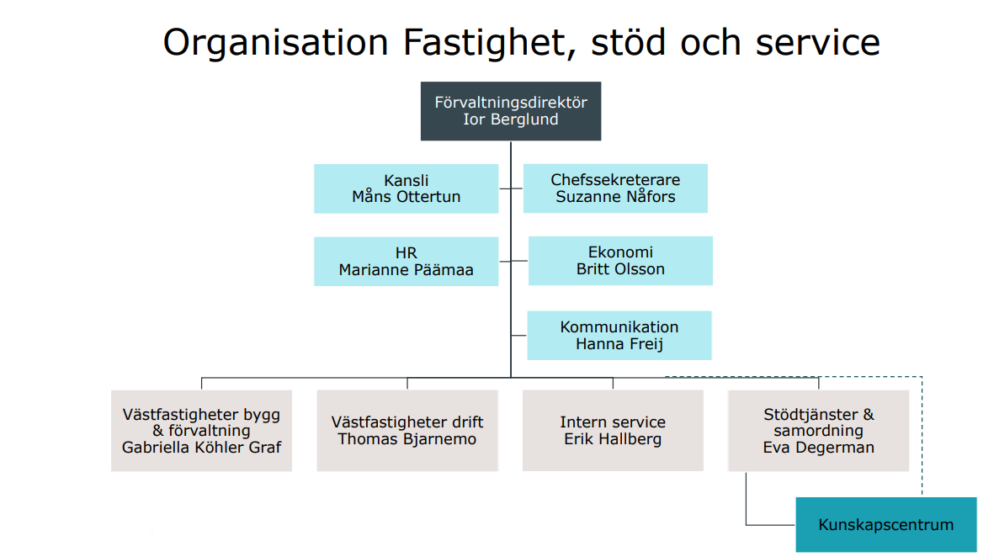 Organisation Fastighet, stöd och service
Förvaltningsdirektör
Ior Berglund
Kansli
Måns Ottertun
Chefssekreterare
Suzanne Nåfors
HR
Marianne Päämaa
Ekonomi
Britt Olsson
Kommunikation
Hanna Freij
Västfastigheter bygg
& förvaltning
Gabriella Köhler Graf
Västfastigheter drift
Thomas Bjarnemo
Intern service
Erik Hallberg
Stödtjänster &
samordning
Eva Degerman
Kunskapscentrum